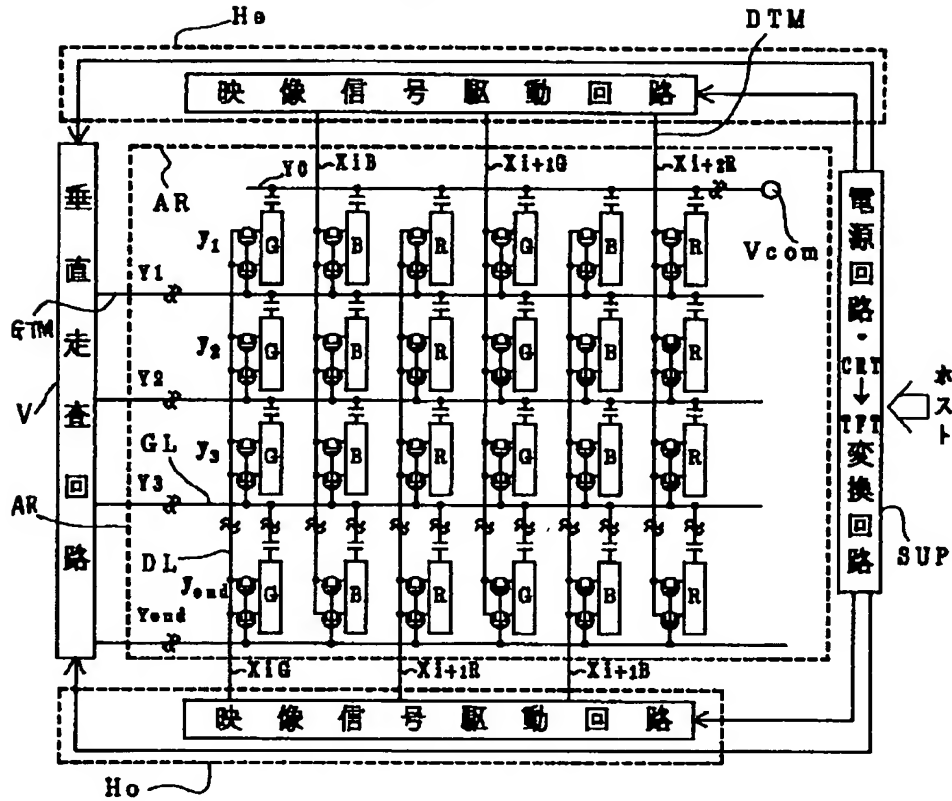 He
DTM
映像信号駆動回路
XiB
Xi+1G
Xi+2R
AR
Y0
Vcom
垂直走査回路
電源回路・CRT→TFT変換回路
ホスト
y1
G B R G B R
Y1
GTM
y2
G B R G B R
V
Y2
GL
y3
G B R G B R
AR
Y3
DL
SUP
yend
G B R G B R
Yend
XiG
Xi+1R
Xi+1B
映像信号駆動回路
Ho